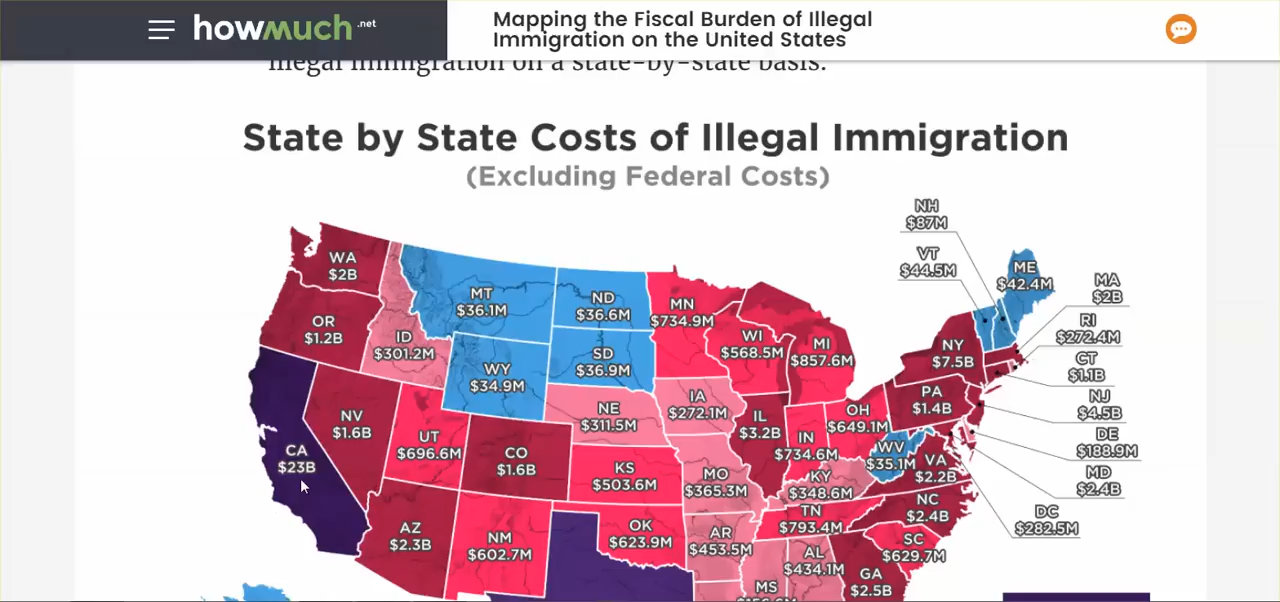 howmuch.net
Mapping the Fiscal Burden of Illegal
Immigration on the United States
illegal immigration on a state-by-state basis.
State by State Costs of Illegal Immigration
(Excluding Federal Costs)
NH
$87M
VT
$44.5M
ME
$42.4M
MA
$2B
RI
$272.4M
CT
$1.1B
NJ
$4.5B
DE
$188.9M
MD
$2.4B
DC
$282.5M
WA
$2B
OR
$1.2B
ID
$301.2M
MT
$36.1M
ND
$36.6M
MN
$734.9M
WI
$568.5M
MI
$857.6M
NY
$7.5B
WY
$34.9M
SD
$36.9M
PA
$1.4B
CA
$23B
NV
$1.6B
UT
$696.6M
CO
$1.6B
NE
$311.5M
IA
$272.1M
IL
$3.2B
IN
$734.6M
OH
$649.1M
WV
$35.1M
VA
$2.2B
KS
$503.6M
MO
$365.3M
KY
$348.6M
NC
$2.4B
AZ
$2.3B
NM
$602.7M
OK
$623.9M
AR
$453.5M
TN
$793.4M
SC
$629.7M
MS
AL
$434.1M
GA
$2.5B